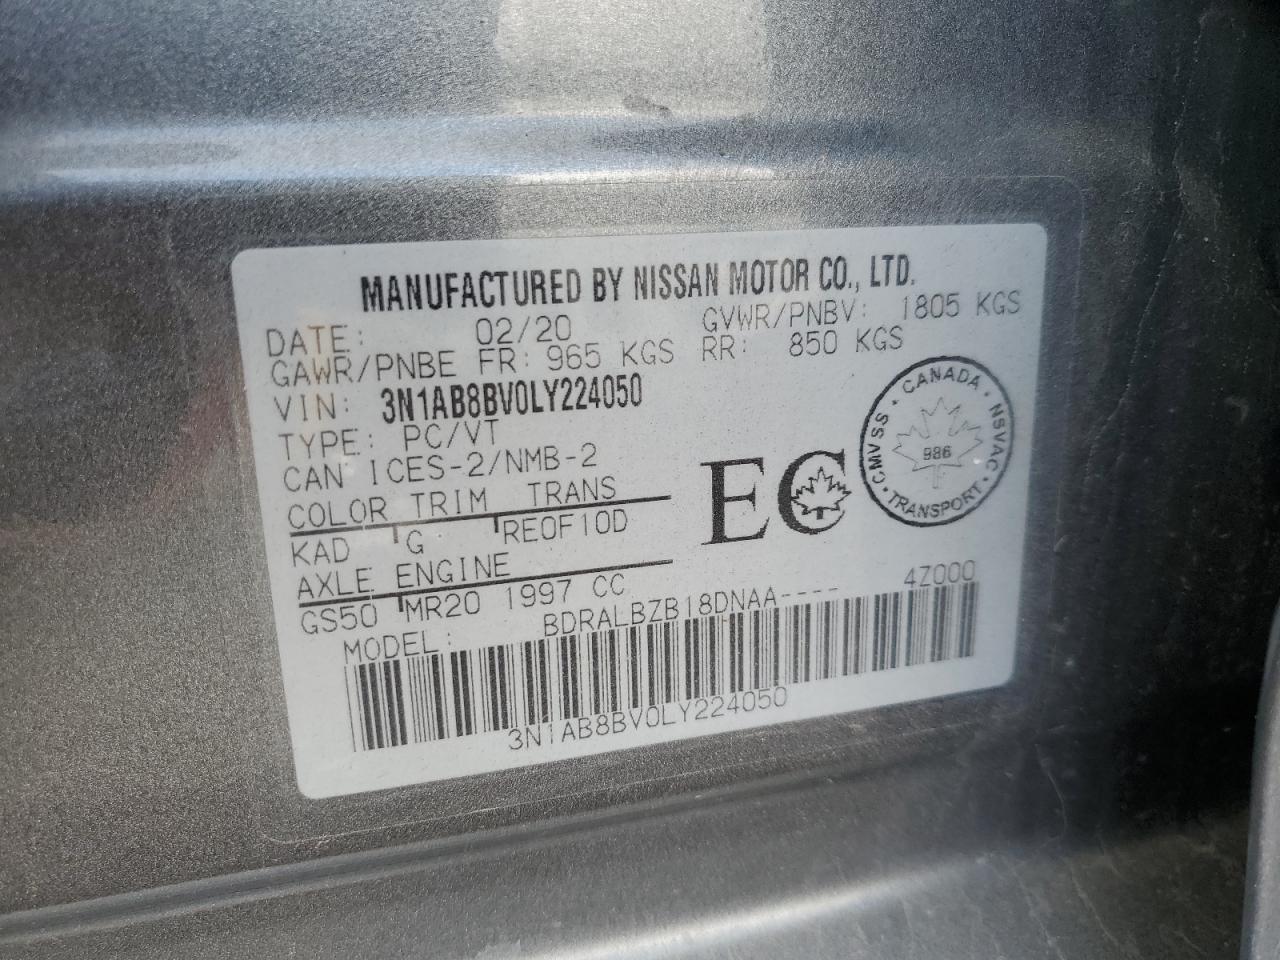 MANUFACTURED BY NISSAN MOTOR CO., LTD.
DATE: 02/20 GVWR/PNBV: 1805 KGS
GAWR/PNBE FR: 965 KGS RR: 850 KGS
VIN: 3N1AB8BV0LY224050
TYPE: PC/VT
CAN ICES-2/NMB-2
COLOR TRIM TRANS
KAD G RE0F10D
AXLE ENGINE
GS50 MR20 1997 CC
MODEL: BDRALBZB18DNAA---- 4Z000
3N1AB8BV0LY224050
EC
CANADA
CMVSS NSVAC
986
TRANSPORT